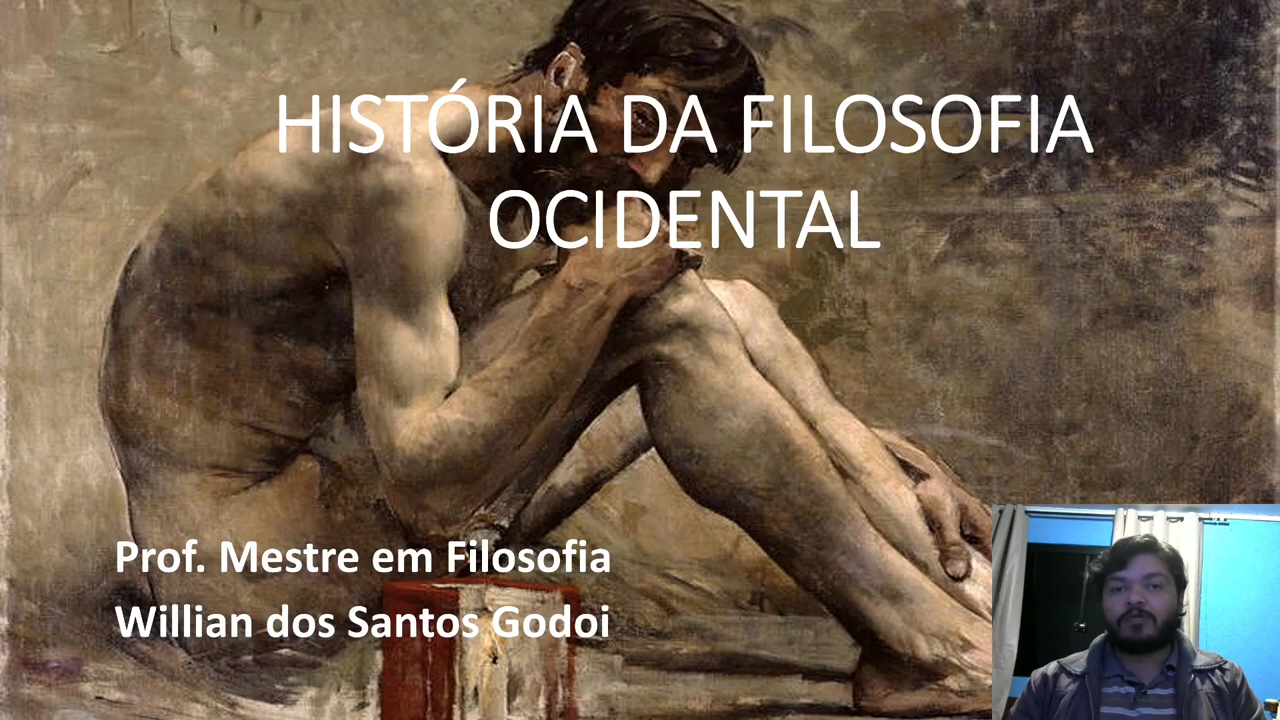 HISTÓRIA DA FILOSOFIA
OCIDENTAL
Prof. Mestre em Filosofia
Willian dos Santos Godoi